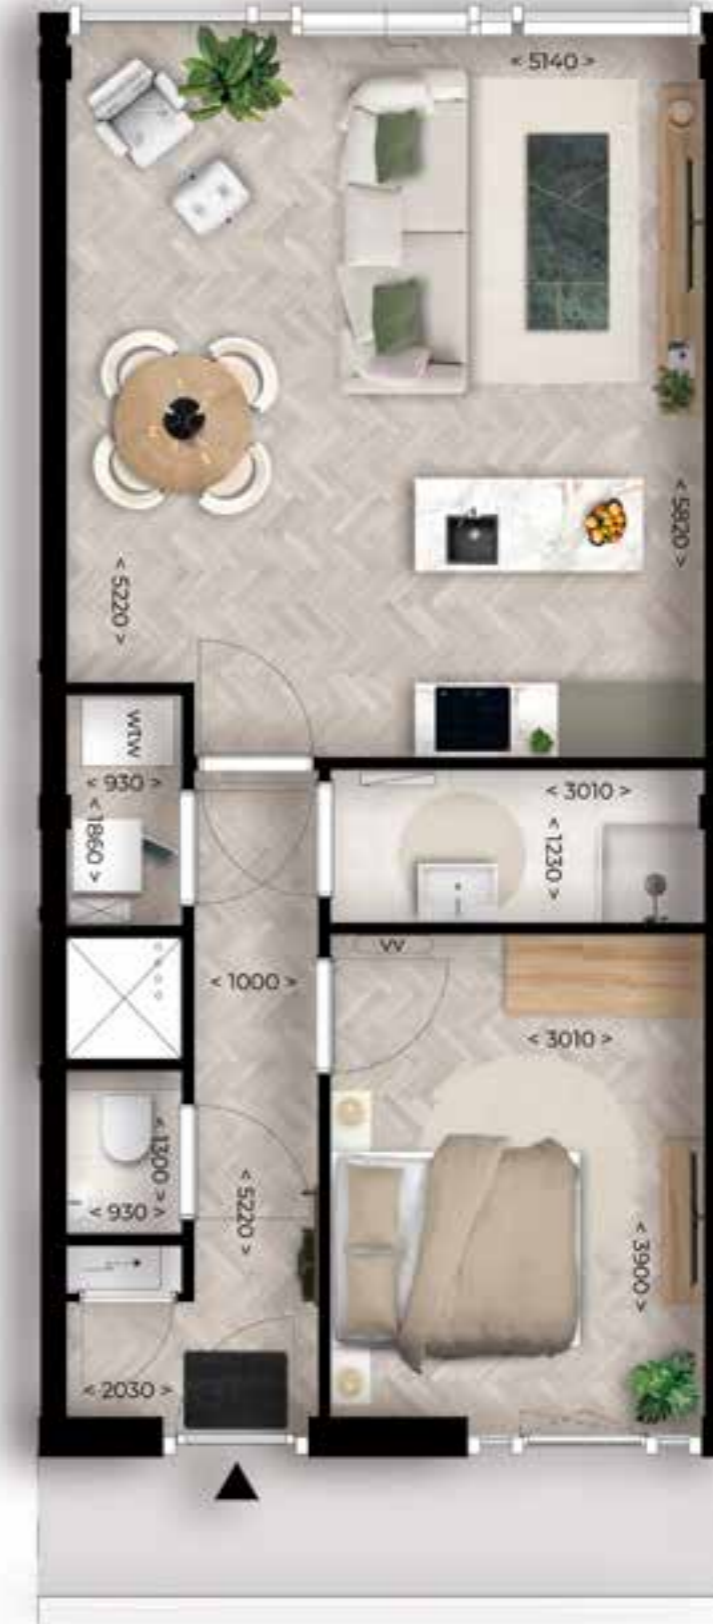 < 5140 >
< 5820 >
< 5220 >
WTW
< 930 >
< 1860 >
< 3010 >
< 1230 >
VV
< 1000 >
< 3010 >
< 1300 >
< 930 >
< 5220 >
< 3900 >
< 2030 >